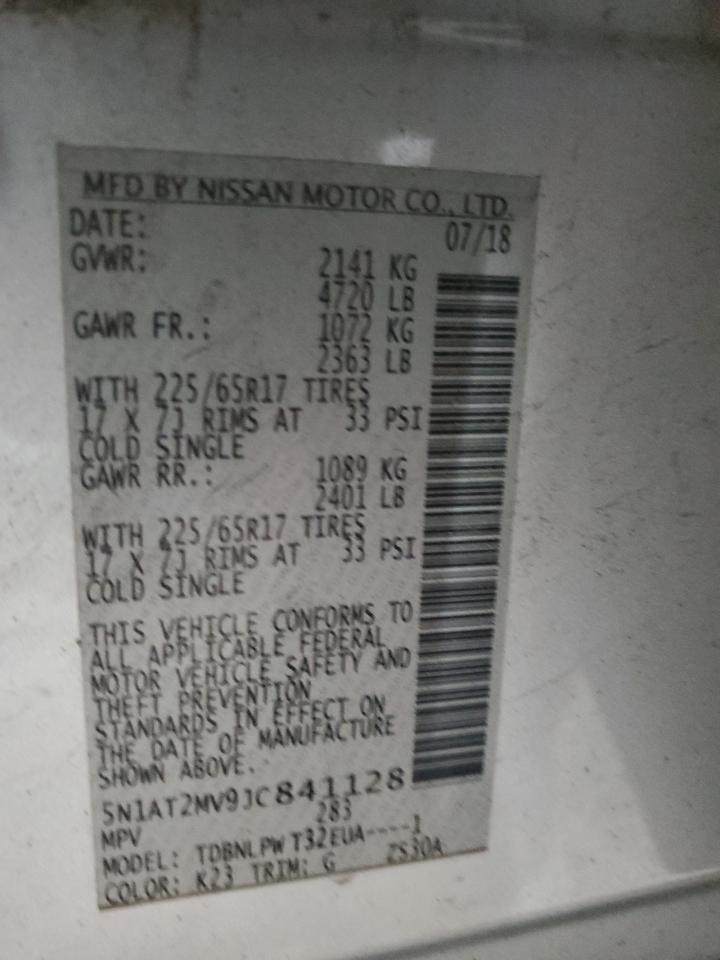 MFD BY NISSAN MOTOR CO., LTD.
DATE: 07/18
GVWR: 2141 KG
4720 LB
GAWR FR.: 1072 KG
2363 LB
WITH 225/65R17 TIRES
17 X 7J RIMS AT 33 PSI
COLD SINGLE
GAWR RR.: 1089 KG
2401 LB
WITH 225/65R17 TIRES
17 X 7J RIMS AT 33 PSI
COLD SINGLE
THIS VEHICLE CONFORMS TO
ALL APPLICABLE FEDERAL
MOTOR VEHICLE SAFETY AND
THEFT PREVENTION
STANDARDS IN EFFECT ON
THE DATE OF MANUFACTURE
SHOWN ABOVE.
5N1AT2MV9JC841128
MPV 283
MODEL: TDBNLPW T32EUA----1
COLOR: K23 TRIM: G ZS30A